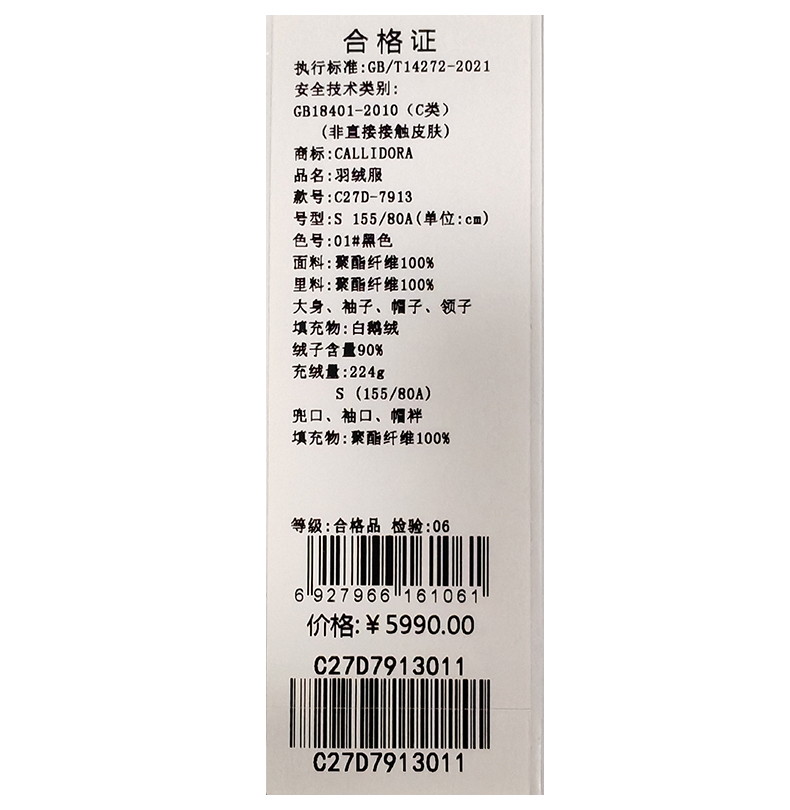 合格证
执行标准:GB/T14272-2021
安全技术类别:
GB18401-2010（C类）
(非直接接触皮肤)
商标:CALLIDORA
品名:羽绒服
款号:C27D-7913
号型:S 155/80A(单位:cm)
色号:01#黑色
面料:聚酯纤维100%
里料:聚酯纤维100%
大身、袖子、帽子、领子
填充物:白鹅绒
绒子含量90%
充绒量:224g
S (155/80A)
兜口、袖口、帽袢
填充物:聚酯纤维100%
等级:合格品 检验:06
6 927966 161061
价格:￥5990.00
C27D7913011
C27D7913011